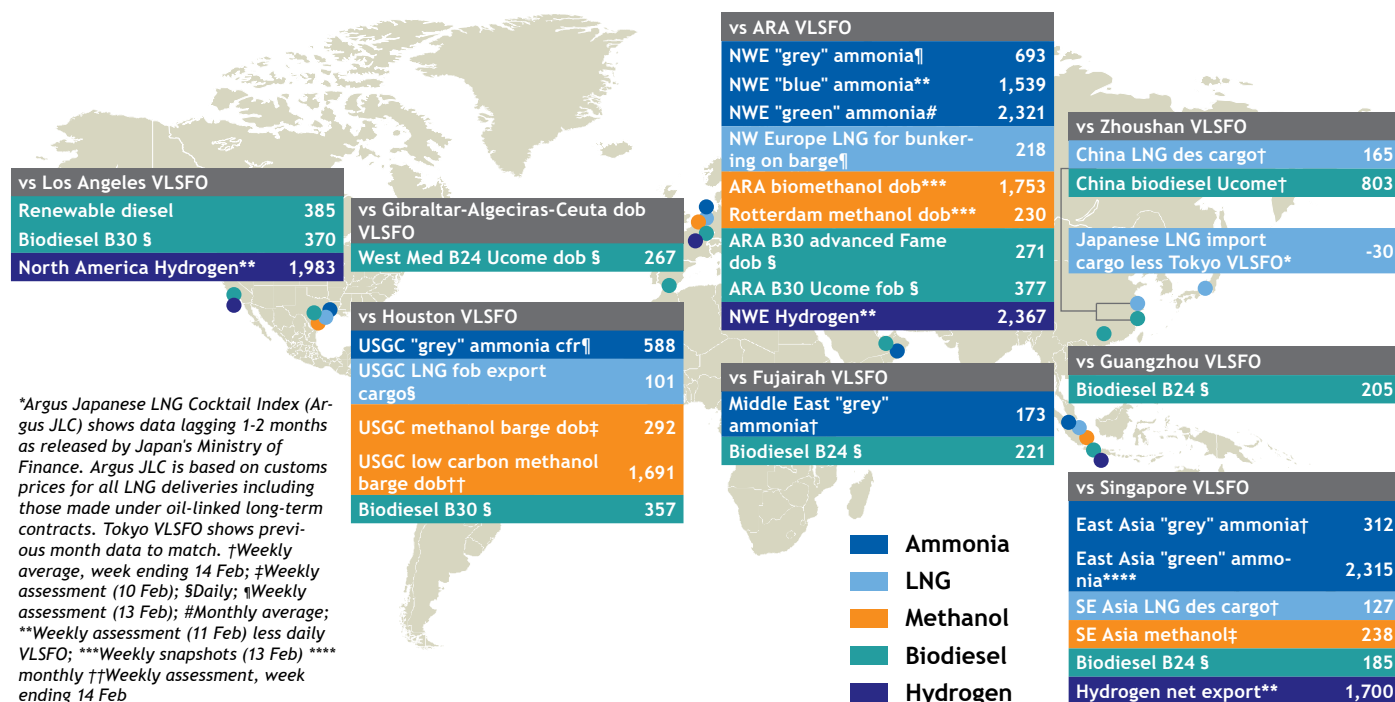 vs Los Angeles VLSFO
Renewable diesel 385
Biodiesel B30 § 370
North America Hydrogen** 1,983
vs Gibraltar-Algeciras-Ceuta dob
VLSFO
West Med B24 Ucome dob § 267
vs Houston VLSFO
USGC "grey" ammonia cfr¶ 588
USGC LNG fob export
cargo§ 101
USGC methanol barge dob‡ 292
USGC low carbon methanol
barge dob†† 1,691
Biodiesel B30 § 357
vs ARA VLSFO
NWE "grey" ammonia¶ 693
NWE "blue" ammonia** 1,539
NWE "green" ammonia# 2,321
NW Europe LNG for bunker-
ing on barge¶ 218
ARA biomethanol dob*** 1,753
Rotterdam methanol dob*** 230
ARA B30 advanced Fame
dob § 271
ARA B30 Ucome fob § 377
NWE Hydrogen** 2,367
vs Fujairah VLSFO
Middle East "grey"
ammonia† 173
Biodiesel B24 § 221
vs Zhoushan VLSFO
China LNG des cargo† 165
China biodiesel Ucome† 803
Japanese LNG import
cargo less Tokyo VLSFO* -30
vs Guangzhou VLSFO
Biodiesel B24 § 205
vs Singapore VLSFO
East Asia "grey" ammonia† 312
East Asia "green" ammo-
nia**** 2,315
SE Asia LNG des cargo† 127
SE Asia methanol‡ 238
Biodiesel B24 § 185
Hydrogen net export** 1,700
Ammonia
LNG
Methanol
Biodiesel
Hydrogen
*Argus Japanese LNG Cocktail Index (Ar-
gus JLC) shows data lagging 1-2 months
as released by Japan's Ministry of
Finance. Argus JLC is based on customs
prices for all LNG deliveries including
those made under oil-linked long-term
contracts. Tokyo VLSFO shows previ-
ous month data to match. †Weekly
average, week ending 14 Feb; ‡Weekly
assessment (10 Feb); §Daily; ¶Weekly
assessment (13 Feb); #Monthly average;
**Weekly assessment (11 Feb) less daily
VLSFO; ***Weekly snapshots (13 Feb) ****
monthly ††Weekly assessment, week
ending 14 Feb